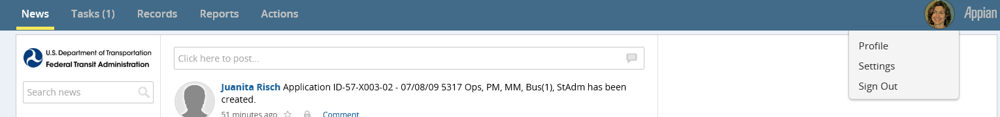 News Tasks (1) Records Reports Actions Appian
Profile
Settings
Sign Out
U.S. Department of Transportation
Federal Transit Administration
Search news
Click here to post...
Juanita Risch Application ID-57-X003-02 - 07/08/09 5317 Ops, PM, MM, Bus(1), StAdm has been
created.
51 minutes ago Comment